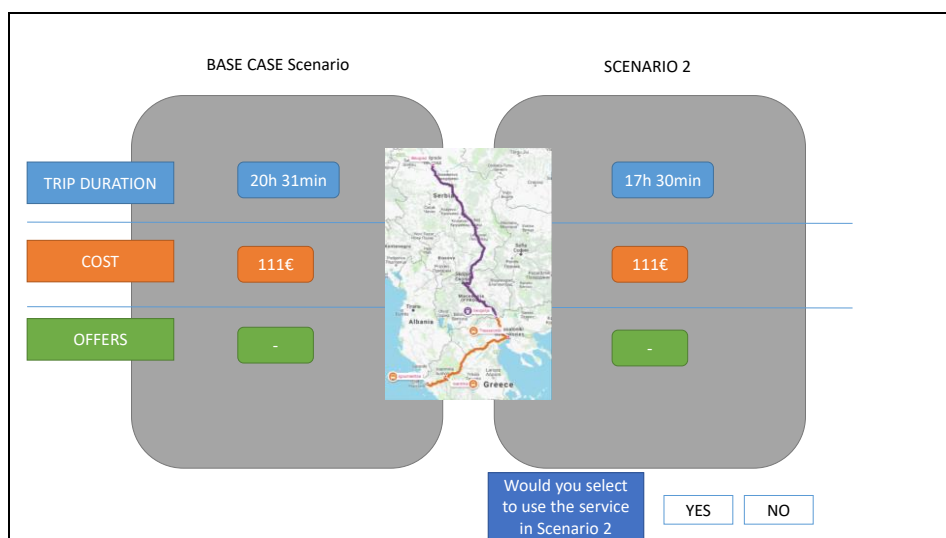 BASE CASE Scenario
SCENARIO 2
TRIP DURATION
20h 31min
17h 30min
COST
111€
111€
OFFERS
-
-
Serbia
Albania
Greece
Would you select
to use the service
in Scenario 2
YES
NO